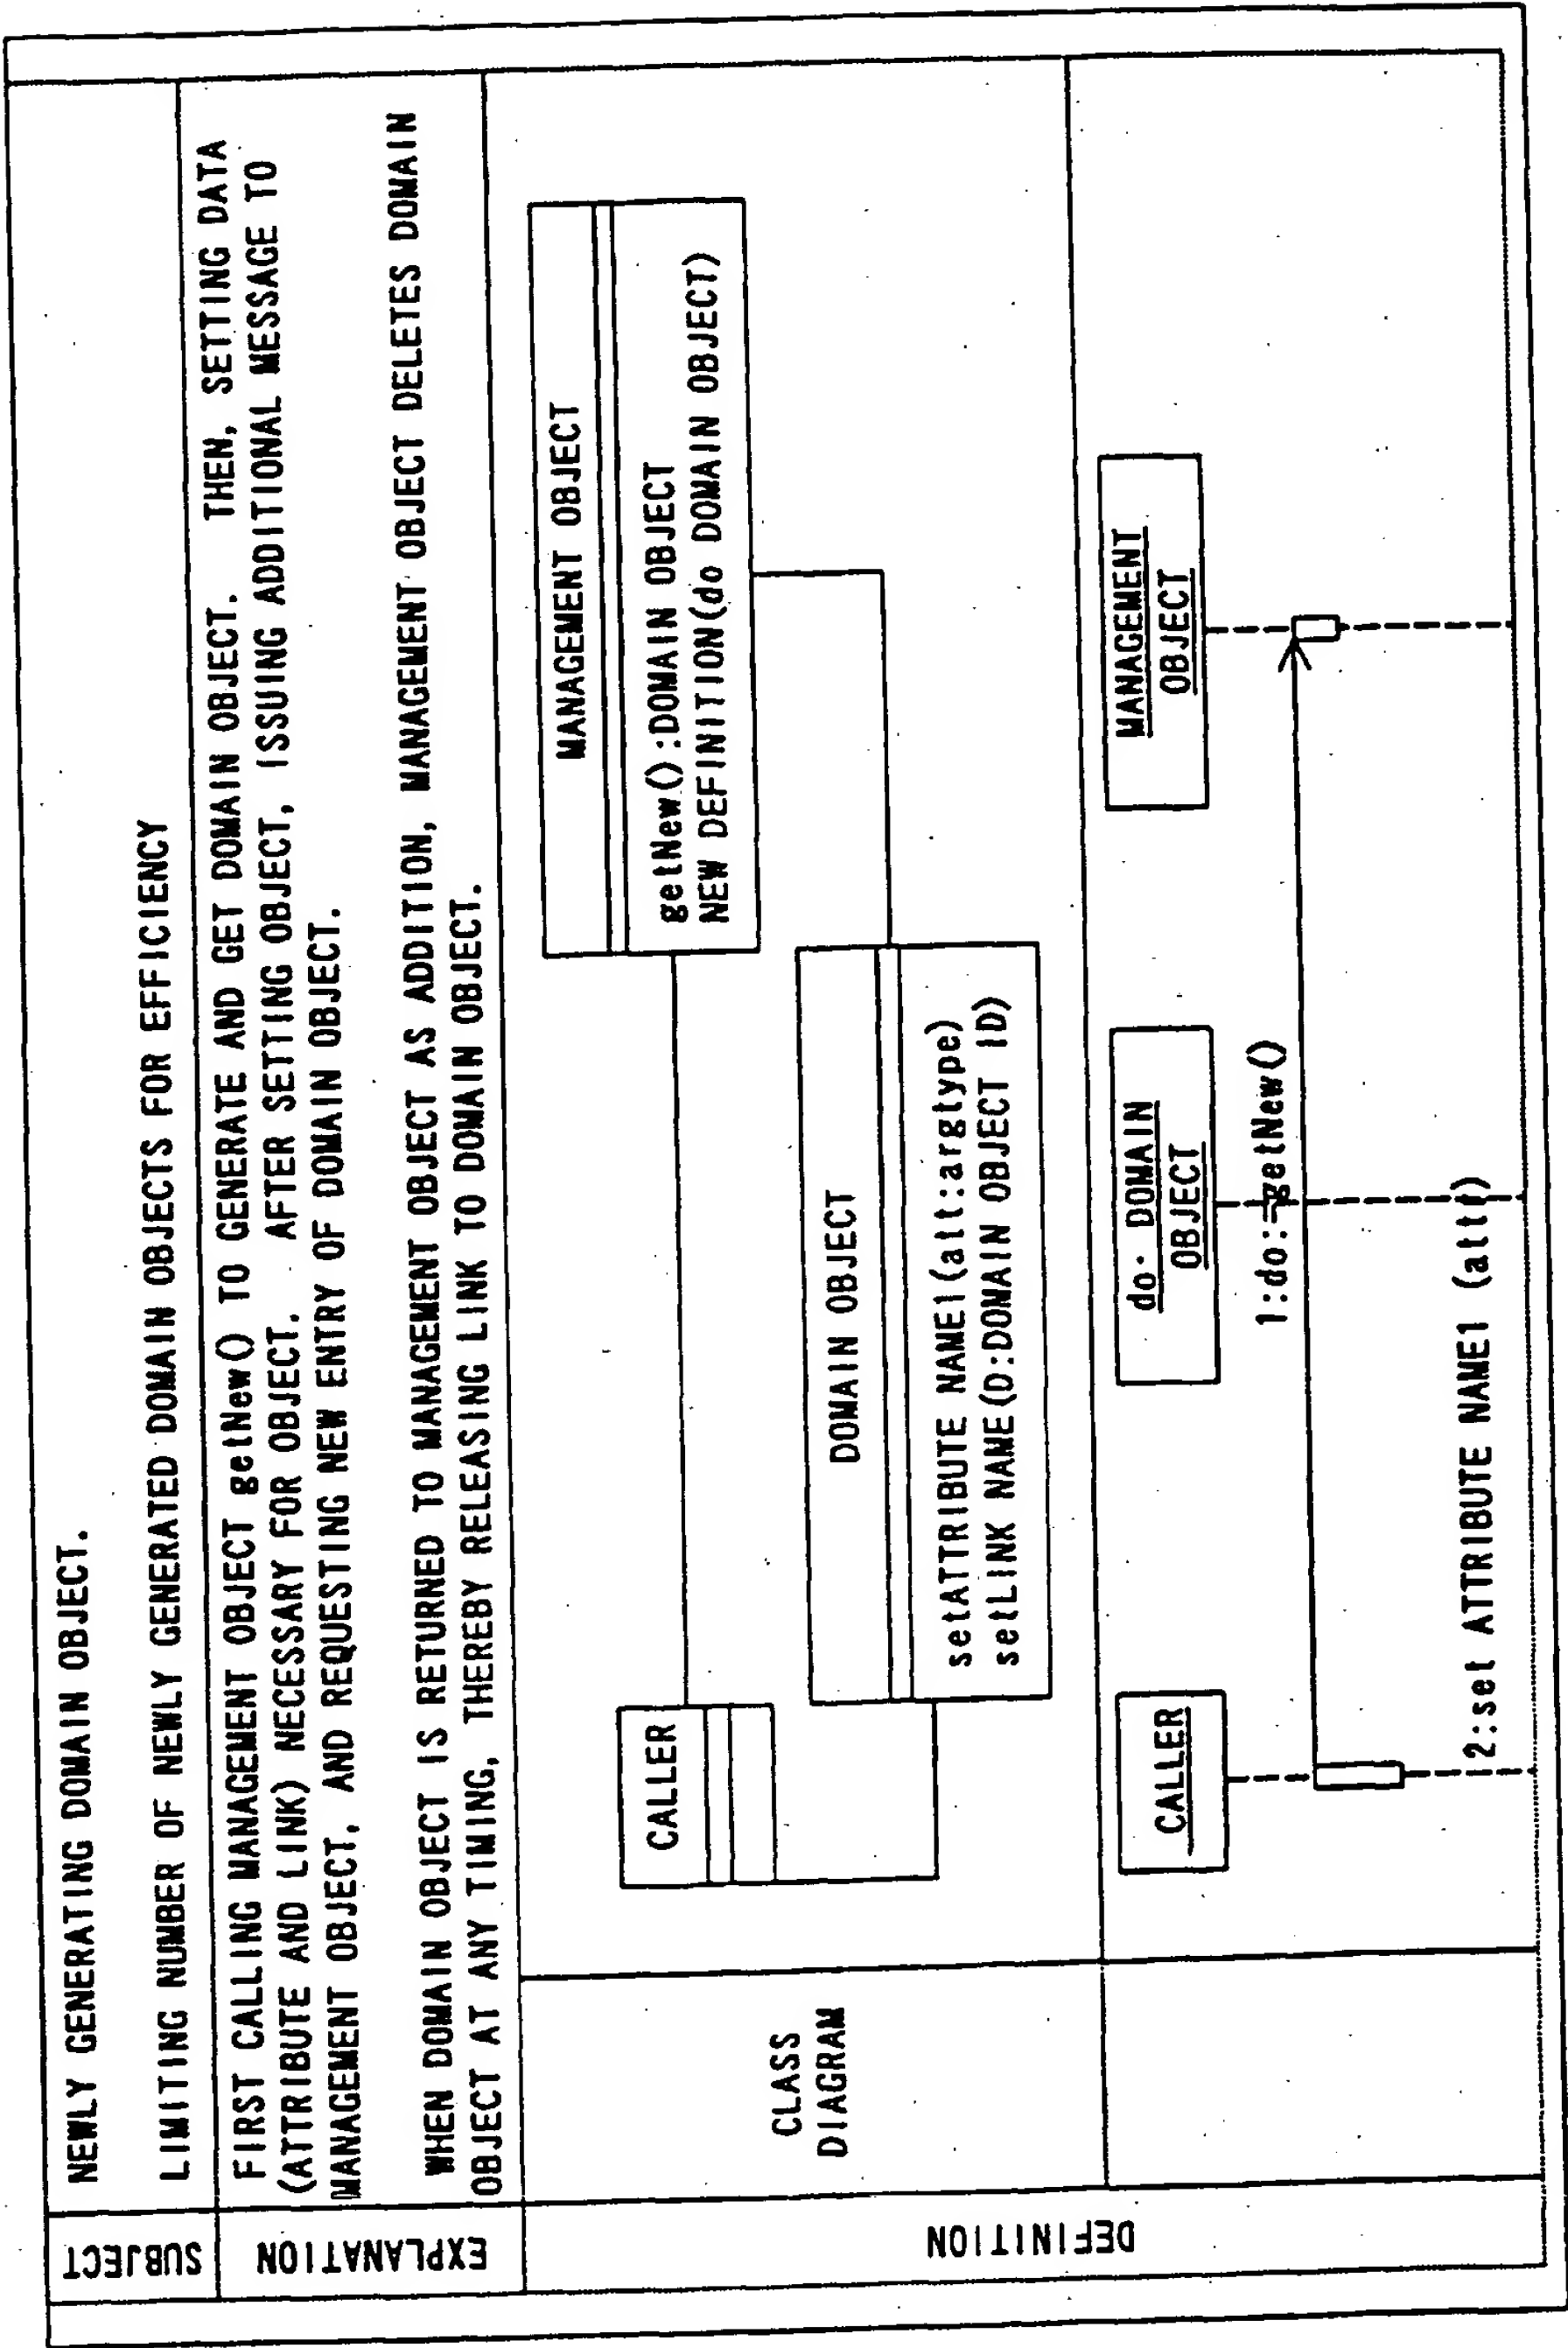 SUBJECT
NEWLY GENERATING DOMAIN OBJECT.
LIMITING NUMBER OF NEWLY GENERATED DOMAIN OBJECTS FOR EFFICIENCY
EXPLANATION
FIRST CALLING MANAGEMENT OBJECT getNew() TO GENERATE AND GET DOMAIN OBJECT. THEN, SETTING DATA
(ATTRIBUTE AND LINK) NECESSARY FOR OBJECT. AFTER SETTING OBJECT, ISSUING ADDITIONAL MESSAGE TO
MANAGEMENT OBJECT, AND REQUESTING NEW ENTRY OF DOMAIN OBJECT.
WHEN DOMAIN OBJECT IS RETURNED TO MANAGEMENT OBJECT AS ADDITION, MANAGEMENT OBJECT DELETES DOMAIN
OBJECT AT ANY TIMING, THEREBY RELEASING LINK TO DOMAIN OBJECT.
DEFINITION
CLASS
DIAGRAM
CALLER
MANAGEMENT OBJECT
getNew():DOMAIN OBJECT
NEW DEFINITION(do DOMAIN OBJECT)
DOMAIN OBJECT
setATTRIBUTE NAME1(att:argtype)
setLINK NAME(D:DOMAIN OBJECT ID)
CALLER
do· DOMAIN
OBJECT
MANAGEMENT
OBJECT
1:do:=getNew()
2:set ATTRIBUTE NAME1 (attr)